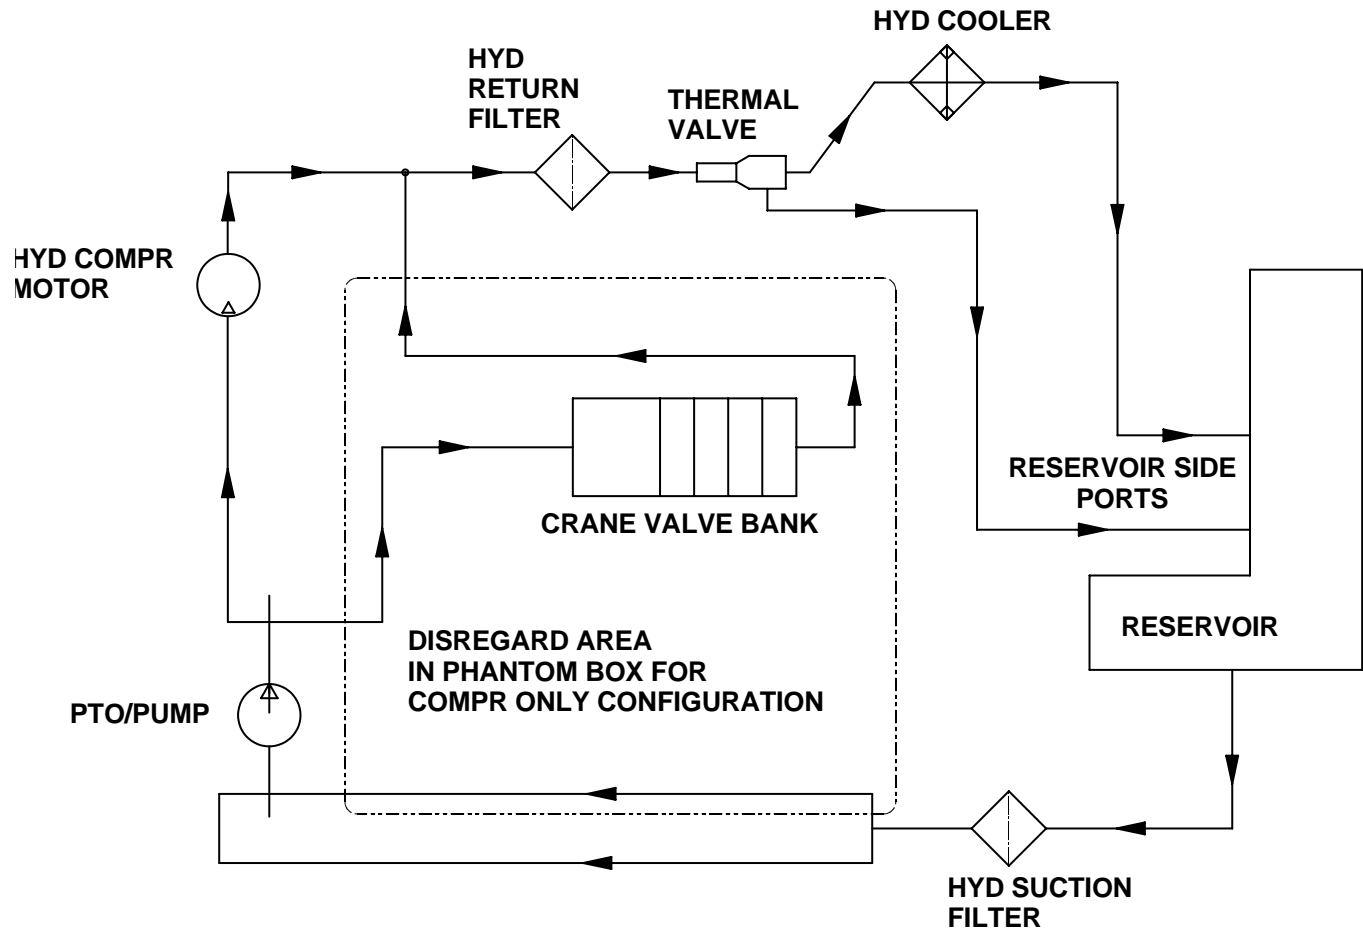 HYD COOLER
HYD
RETURN
FILTER
THERMAL
VALVE
HYD COMPR
MOTOR
RESERVOIR SIDE
PORTS
CRANE VALVE BANK
RESERVOIR
DISREGARD AREA
IN PHANTOM BOX FOR
COMPR ONLY CONFIGURATION
PTO/PUMP
HYD SUCTION
FILTER